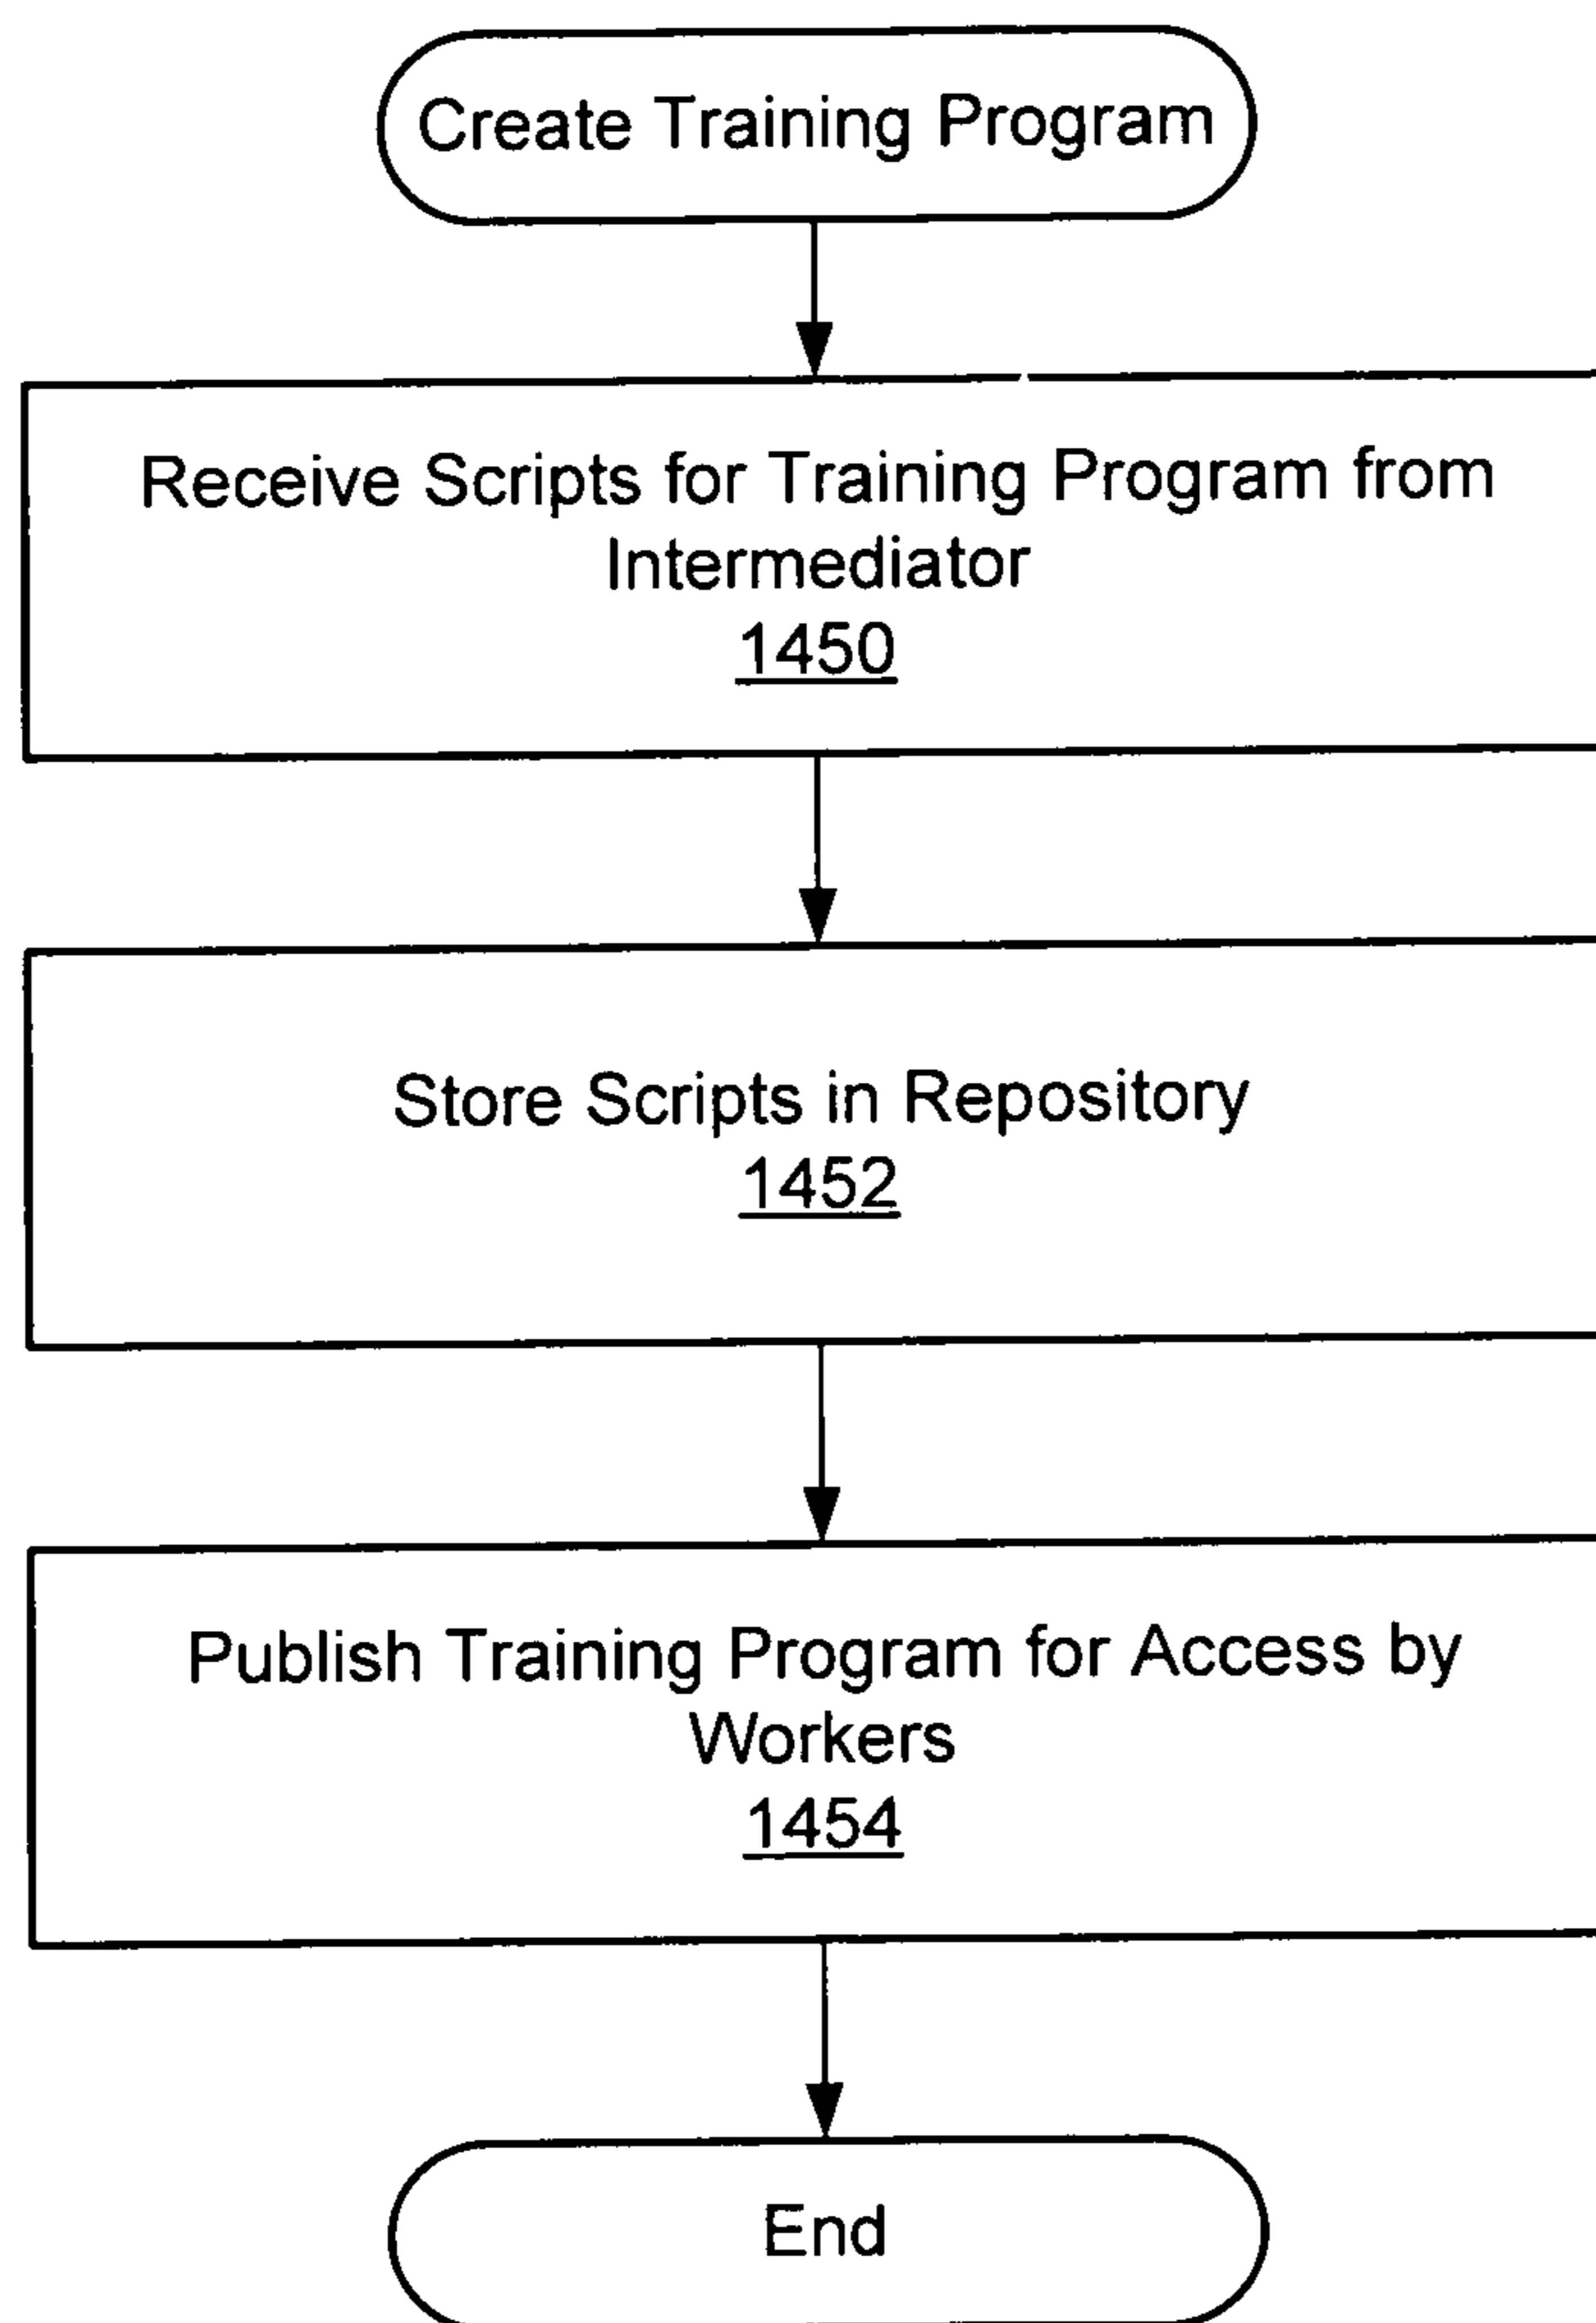 Create Training Program
Receive Scripts for Training Program from
Intermediator
1450
Store Scripts in Repository
1452
Publish Training Program for Access by
Workers
1454
End